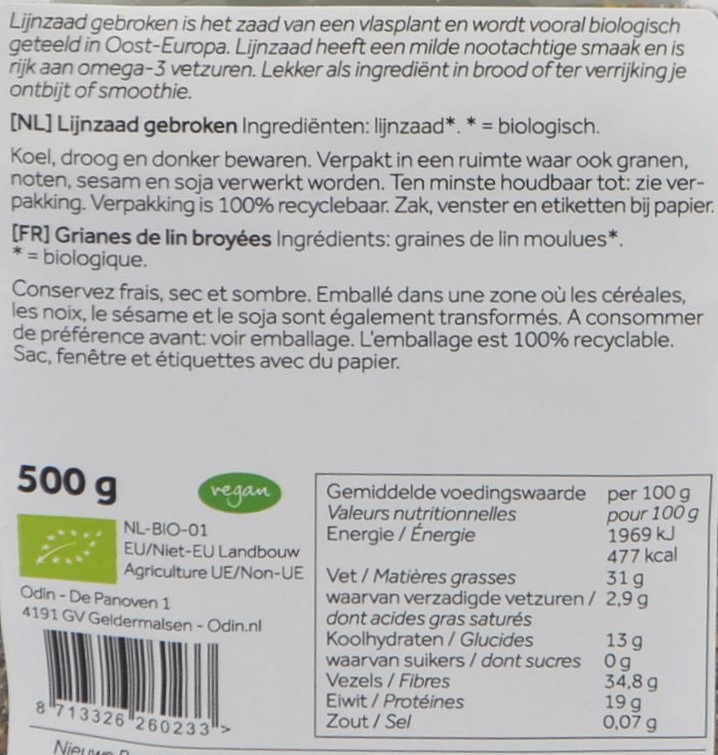 Lijnzaad gebroken is het zaad van een vlasplant en wordt vooral biologisch
geteeld in Oost-Europa. Lijnzaad heeft een milde nootachtige smaak en is
rijk aan omega-3 vetzuren. Lekker als ingrediënt in brood of ter verrijking je
ontbijt of smoothie.
[NL] Lijnzaad gebroken Ingrediënten: lijnzaad*. * = biologisch.
Koel, droog en donker bewaren. Verpakt in een ruimte waar ook granen,
noten, sesam en soja verwerkt worden. Ten minste houdbaar tot: zie ver-
pakking. Verpakking is 100% recyclebaar. Zak, venster en etiketten bij papier.
[FR] Grianes de lin broyées Ingrédients: graines de lin moulues*.
* = biologique.
Conservez frais, sec et sombre. Emballé dans une zone où les céréales,
les noix, le sésame et le soja sont également transformés. A consommer
de préférence avant: voir emballage. L'emballage est 100% recyclable.
Sac, fenêtre et étiquettes avec du papier.
500 g
vegan
NL-BIO-01
EU/Niet-EU Landbouw
Agriculture UE/Non-UE
Odin - De Panoven 1
4191 GV Geldermalsen - Odin.nl
8 713326 260233 >
Gemiddelde voedingswaarde per 100 g
Valeurs nutritionnelles pour 100 g
Energie / Énergie 1969 kJ
477 kcal
Vet / Matières grasses 31 g
waarvan verzadigde vetzuren / 2,9 g
dont acides gras saturés
Koolhydraten / Glucides 13 g
waarvan suikers / dont sucres 0 g
Vezels / Fibres 34,8 g
Eiwit / Protéines 19 g
Zout / Sel 0,07 g